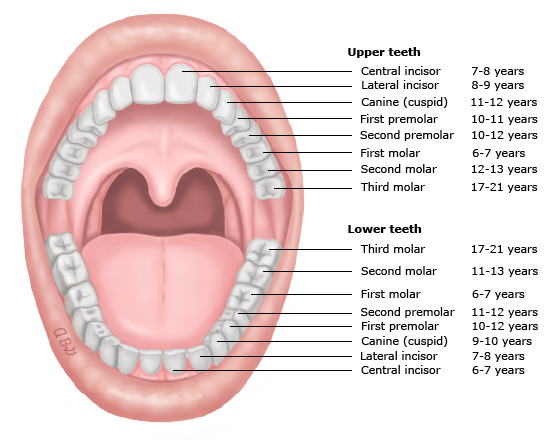 Upper teeth
Central incisor 7-8 years
Lateral incisor 8-9 years
Canine (cuspid) 11-12 years
First premolar 10-11 years
Second premolar 10-12 years
First molar 6-7 years
Second molar 12-13 years
Third molar 17-21 years
Lower teeth
Third molar 17-21 years
Second molar 11-13 years
First molar 6-7 years
Second premolar 11-12 years
First premolar 10-12 years
Canine (cuspid) 9-10 years
Lateral incisor 7-8 years
Central incisor 6-7 years